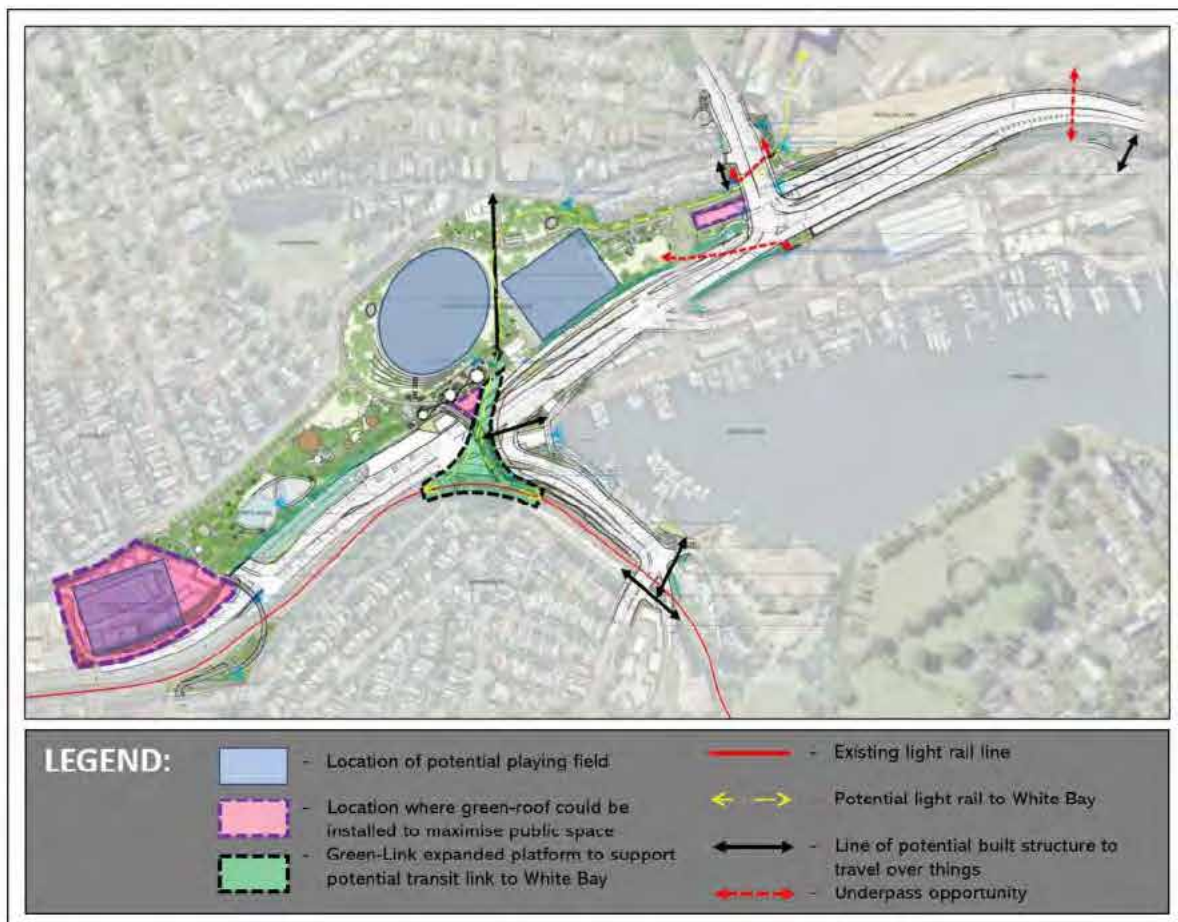 LEGEND:
- Location of potential playing field
- Location where green-roof could be
installed to maximise public space
- Green-Link expanded platform to support
potential transit link to White Bay
- Existing light rail line
- Potential light rail to White Bay
- Line of potential built structure to
travel over things
- Underpass opportunity